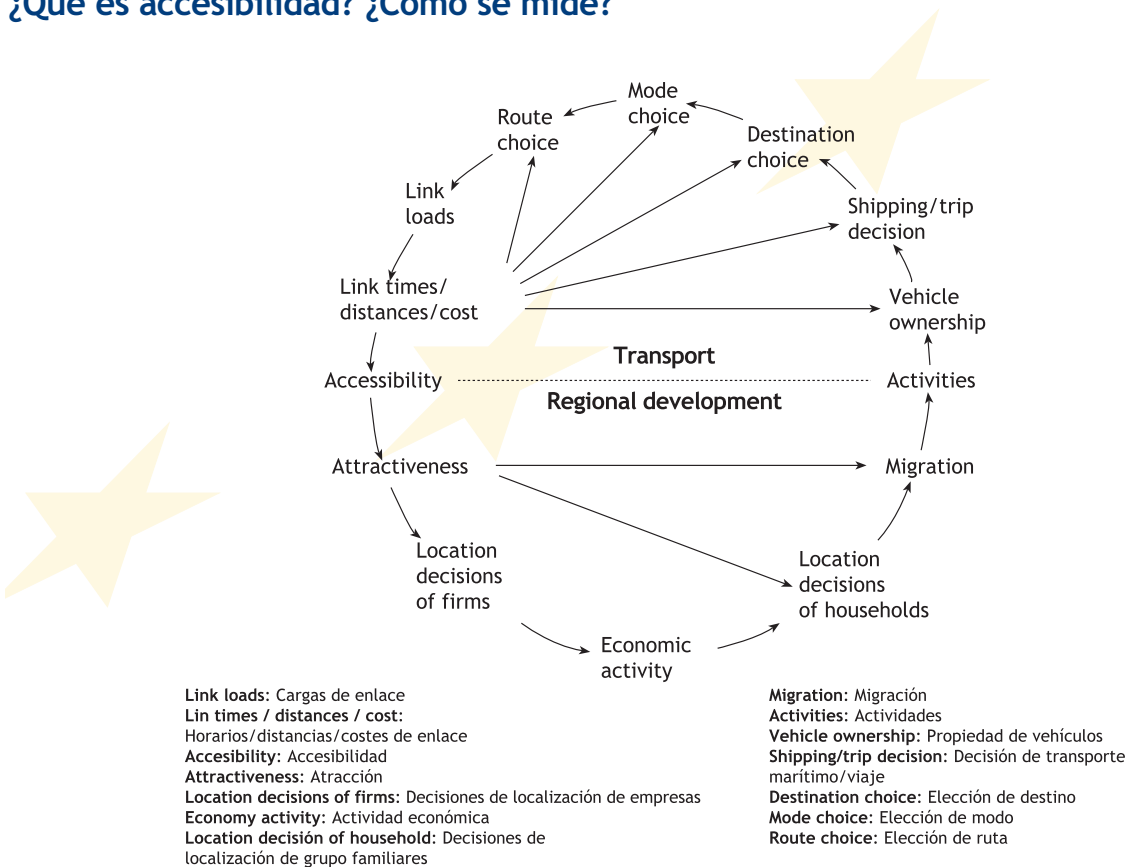 ¿Qué es accesibilidad? ¿Cómo se mide?
Mode
choice
Route
choice
Destination
choice
Link
loads
Shipping/trip
decision
Link times/
distances/cost
Vehicle
ownership
Transport
Accessibility
Activities
Regional development
Attractiveness
Migration
Location
decisions
of firms
Location
decisions
of households
Economic
activity
Link loads: Cargas de enlace
Lin times / distances / cost:
Horarios/distancias/costes de enlace
Accesibility: Accesibilidad
Attractiveness: Atracción
Location decisions of firms: Decisiones de localización de empresas
Economy activity: Actividad económica
Location decisión of household: Decisiones de
localización de grupo familiares
Migration: Migración
Activities: Actividades
Vehicle ownership: Propiedad de vehículos
Shipping/trip decision: Decisión de transporte
marítimo/viaje
Destination choice: Elección de destino
Mode choice: Elección de modo
Route choice: Elección de ruta